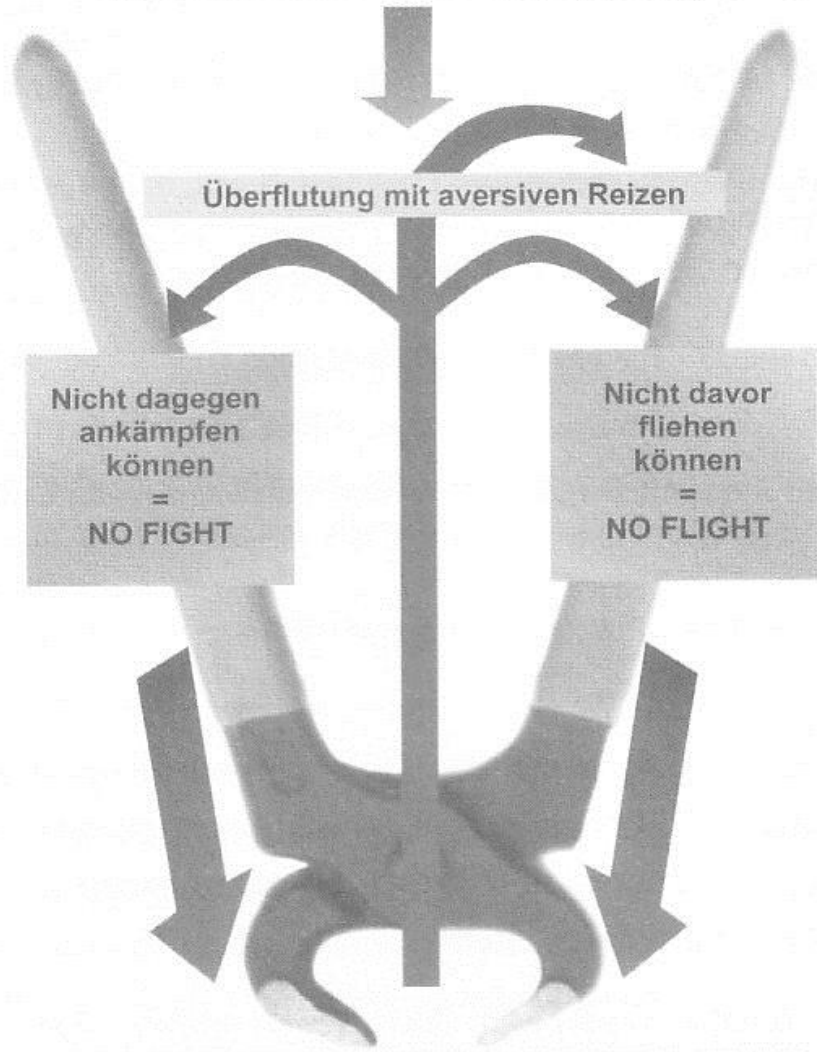 Überflutung mit aversiven Reizen
Nicht dagegen
ankämpfen
können
=
NO FIGHT
Nicht davor
fliehen
können
=
NO FLIGHT